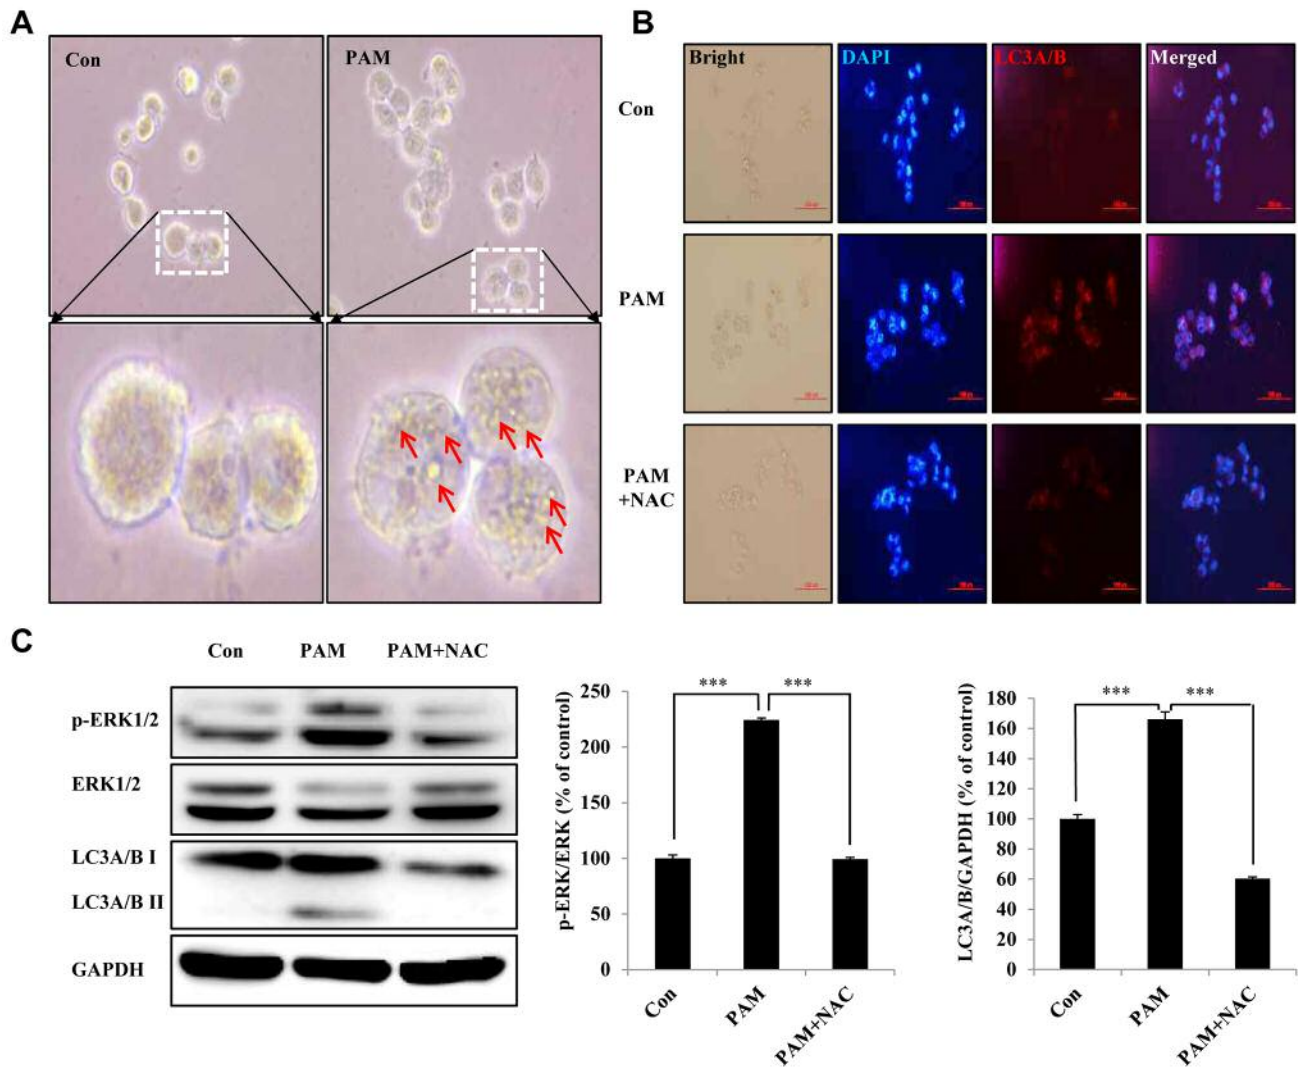 A
Con
PAM
B
Bright
DAPI
LC3A/B
Merged
Con
PAM
PAM
+NAC
C
Con PAM PAM+NAC
p-ERK1/2
ERK1/2
LC3A/B I
LC3A/B II
GAPDH
p-ERK/ERK (% of control)
250
200
150
100
50
0
*** ***
Con
PAM
PAM+NAC
LC3A/B/GAPDH (% of control)
180
160
140
120
100
80
60
40
20
0
*** ***
Con
PAM
PAM+NAC